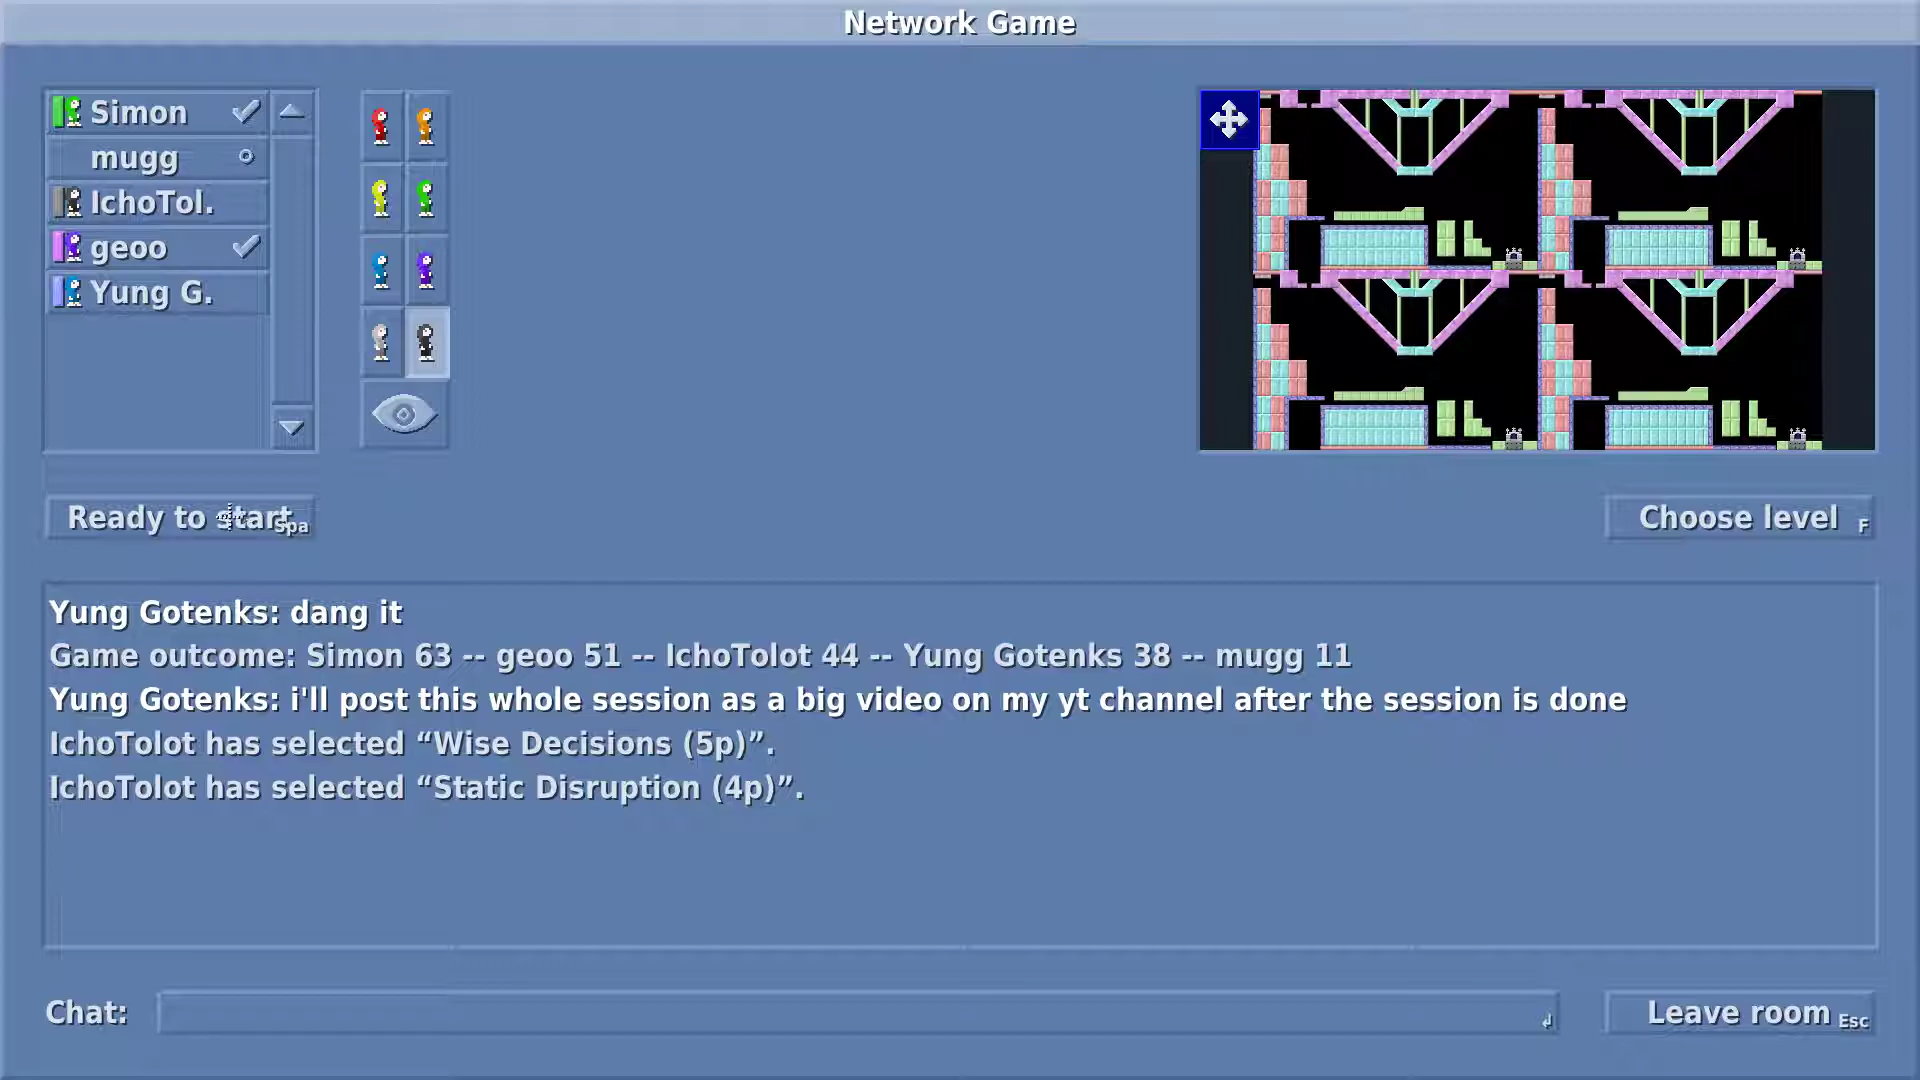 Network Game
Simon
mugg
IchoTol.
geoo
Yung G.
Ready to start Spa
Choose level F
Yung Gotenks: dang it
Game outcome: Simon 63 -- geoo 51 -- IchoTolot 44 -- Yung Gotenks 38 -- mugg 11
Yung Gotenks: i'll post this whole session as a big video on my yt channel after the session is done
IchoTolot has selected “Wise Decisions (5p)”.
IchoTolot has selected “Static Disruption (4p)”.
Chat:
Leave room Esc